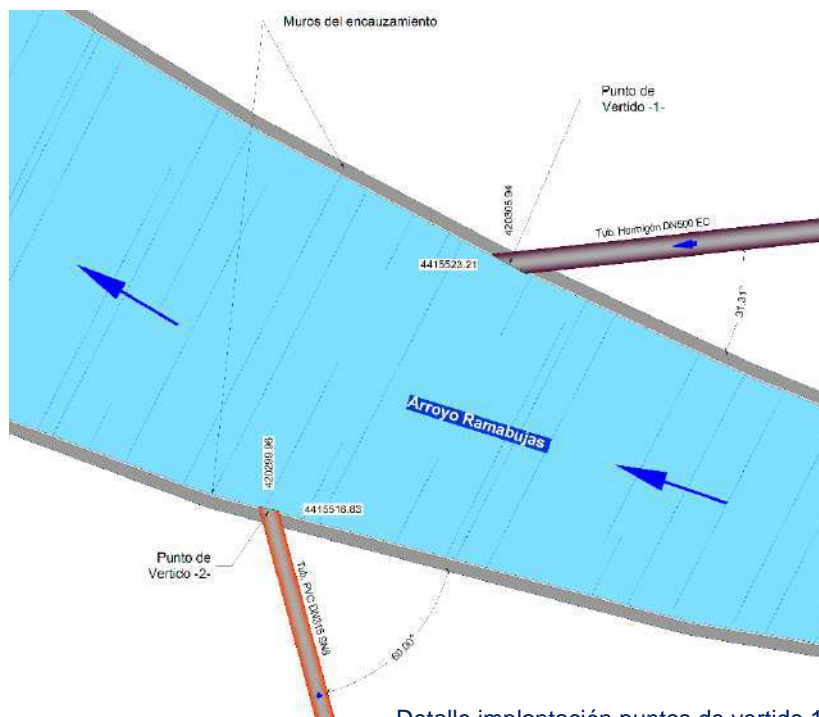 Muros del encauzamiento
Punto de
Vertido -1-
420305.94
Tub. Hormigón DN500 EC
4415523.21
31.31°
Arroyo Ramabujas
420299.96
4415516.83
Punto de
Vertido -2-
Tub. PVC DN315 SN8
60.00°
Detalle implantación puntos de vertido 1